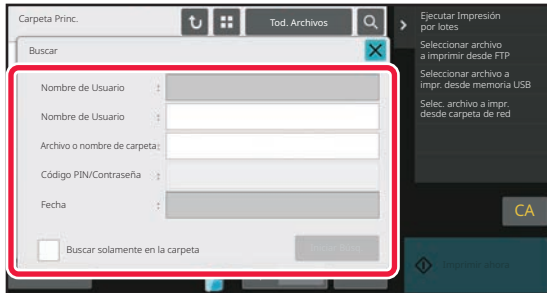 Carpeta Princ.
Tod. Archivos
Buscar
Nombre de Usuario :
Nombre de Usuario :
Archivo o nombre de carpeta:
Código PIN/Contraseña :
Fecha :
Buscar solamente en la carpeta
Ejecutar Impresión
por lotes
Seleccionar archivo
a imprimir desde FTP
Seleccionar archivo a
impr. desde memoria USB
Selec. archivo a impr.
desde carpeta de red
CA
Imprimir ahora